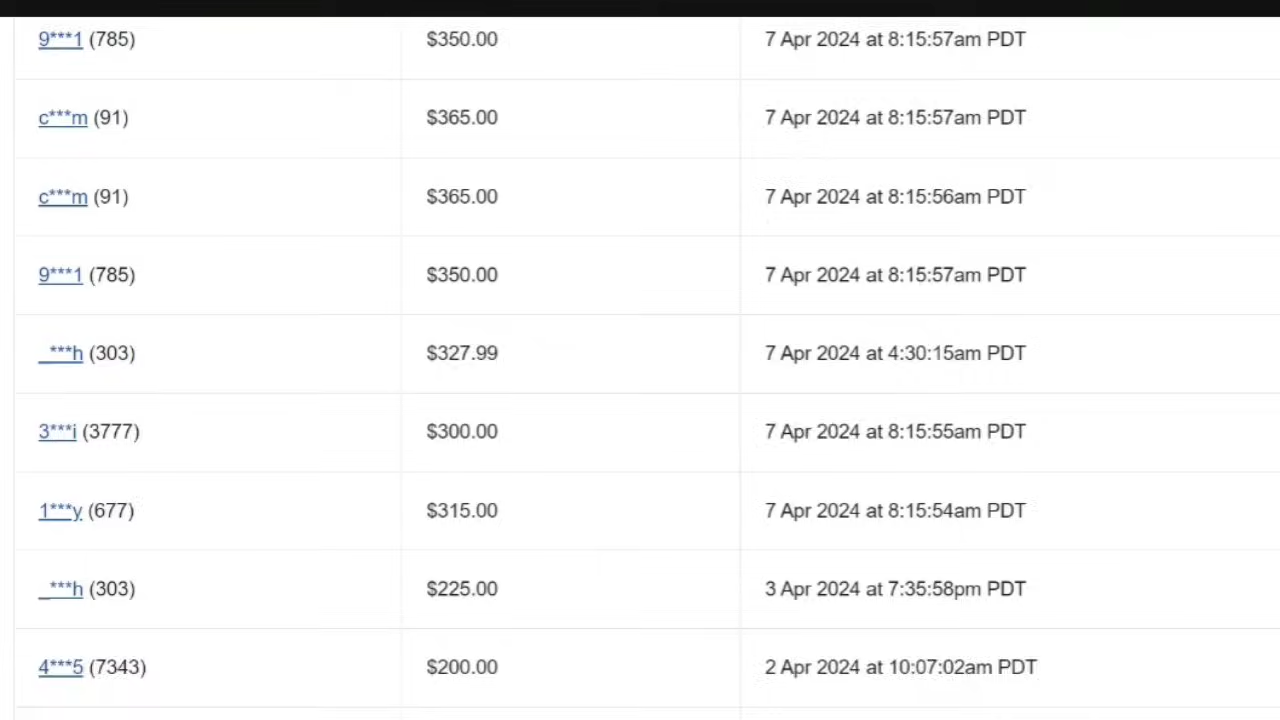 9***1 (785) $350.00 7 Apr 2024 at 8:15:57am PDT
c***m (91) $365.00 7 Apr 2024 at 8:15:57am PDT
c***m (91) $365.00 7 Apr 2024 at 8:15:56am PDT
9***1 (785) $350.00 7 Apr 2024 at 8:15:57am PDT
_***h (303) $327.99 7 Apr 2024 at 4:30:15am PDT
3***i (3777) $300.00 7 Apr 2024 at 8:15:55am PDT
1***y (677) $315.00 7 Apr 2024 at 8:15:54am PDT
_***h (303) $225.00 3 Apr 2024 at 7:35:58pm PDT
4***5 (7343) $200.00 2 Apr 2024 at 10:07:02am PDT